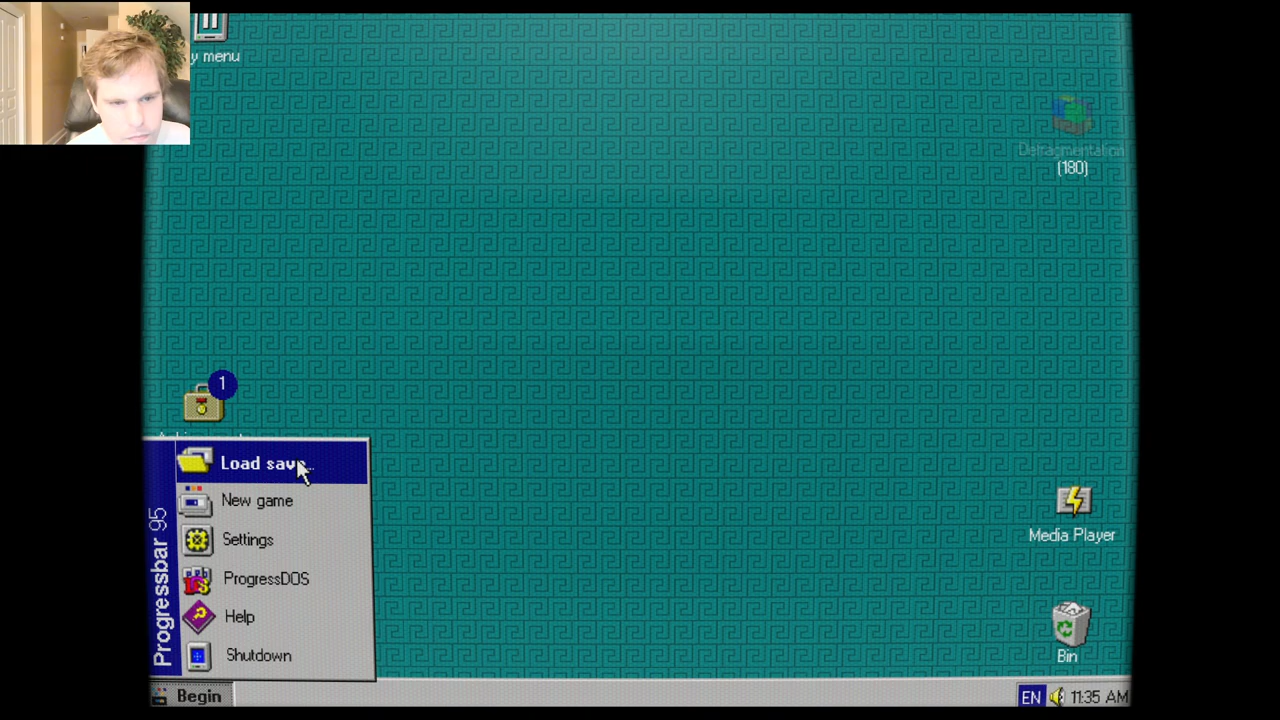 y menu
Defragmentation
(180)
1
Load save...
New game
Settings
ProgressDOS
Help
Shutdown
Progressbar 95
Media Player
Bin
Begin
EN
11:35 AM